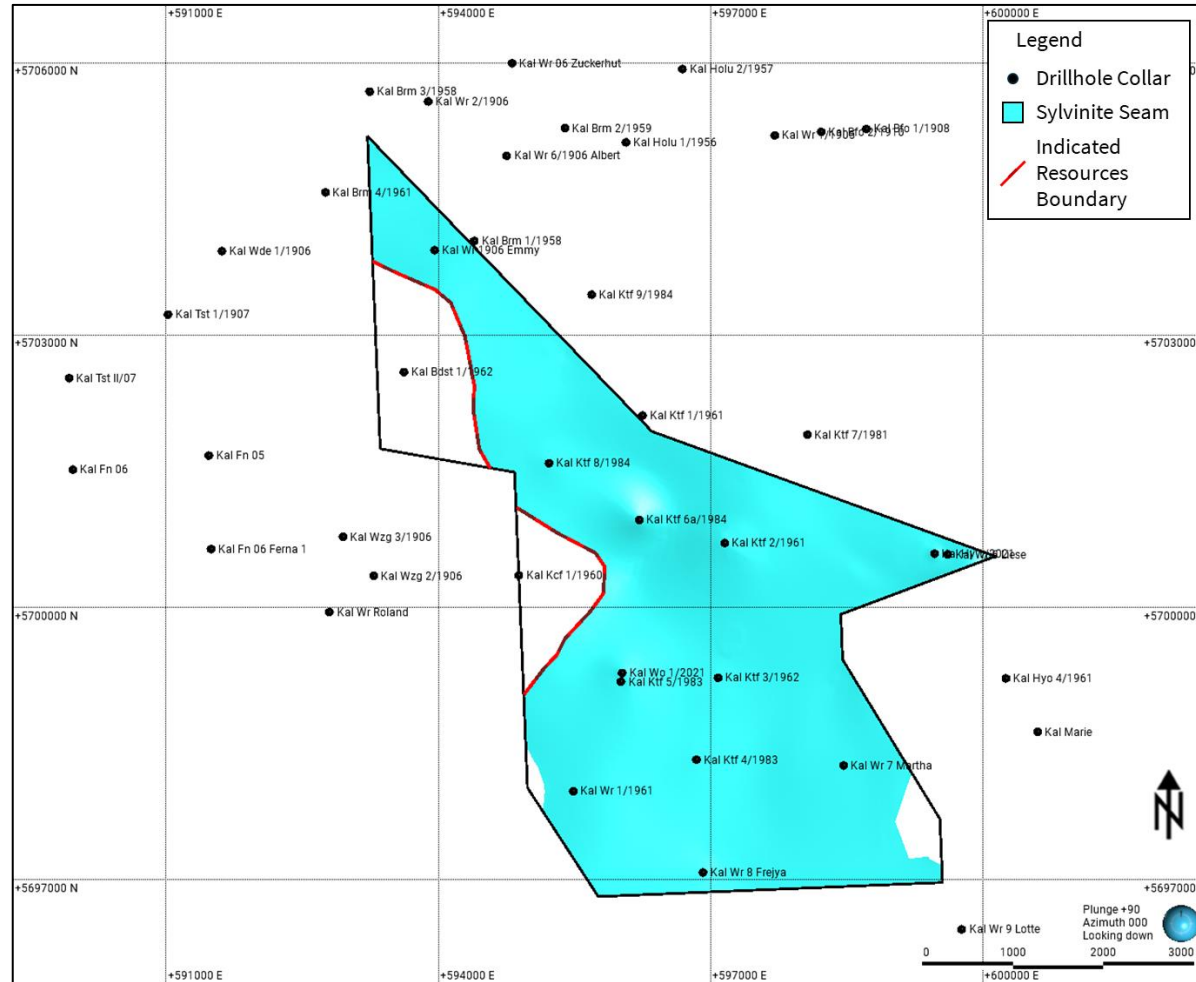 +591000 E
+594000 E
+597000 E
+600000 E
Legend
Drillhole Collar
Sylvinite Seam
Indicated
Resources
Boundary
+5706000 N
Kal Wr 06 Zuckerhut
Kal Holu 2/1957
Kal Brm 3/1958
Kal Wr 2/1906
Kal Brm 2/1959
Kal Holu 1/1956
Kal Bfo 1/1908
Kal Wr 6/1906 Albert
Kal Brm 4/1961
Kal Brm 1/1958
Kal Wde 1/1906
Kal Wr 1906 Emmy
Kal Ktf 9/1984
Kal Tst 1/1907
+5703000 N
+5703000
Kal Bdst 1/1962
Kal Tst II/07
Kal Ktf 1/1961
Kal Ktf 7/1981
Kal Fn 05
Kal Ktf 8/1984
Kal Fn 06
Kal Ktf 6a/1984
Kal Wzg 3/1906
Kal Ktf 2/1961
Kal Fn 06 Ferna 1
Kal Wzg 2/1906
Kal Kcf 1/1960
Kal Wr Roland
+5700000 N
+5700000
Kal Wo 1/2021
Kal Ktf 5/1983
Kal Ktf 3/1962
Kal Hyo 4/1961
Kal Marie
Kal Ktf 4/1983
Kal Wr 7 Martha
Kal Wr 1/1961
Kal Wr 8 Frejya
+5697000 N
+5697000
Kal Wr 9 Lotte
Plunge +90
Azimuth 000
Looking down
0 1000 2000 3000
N
+591000 E
+594000 E
+597000 E
+600000 E